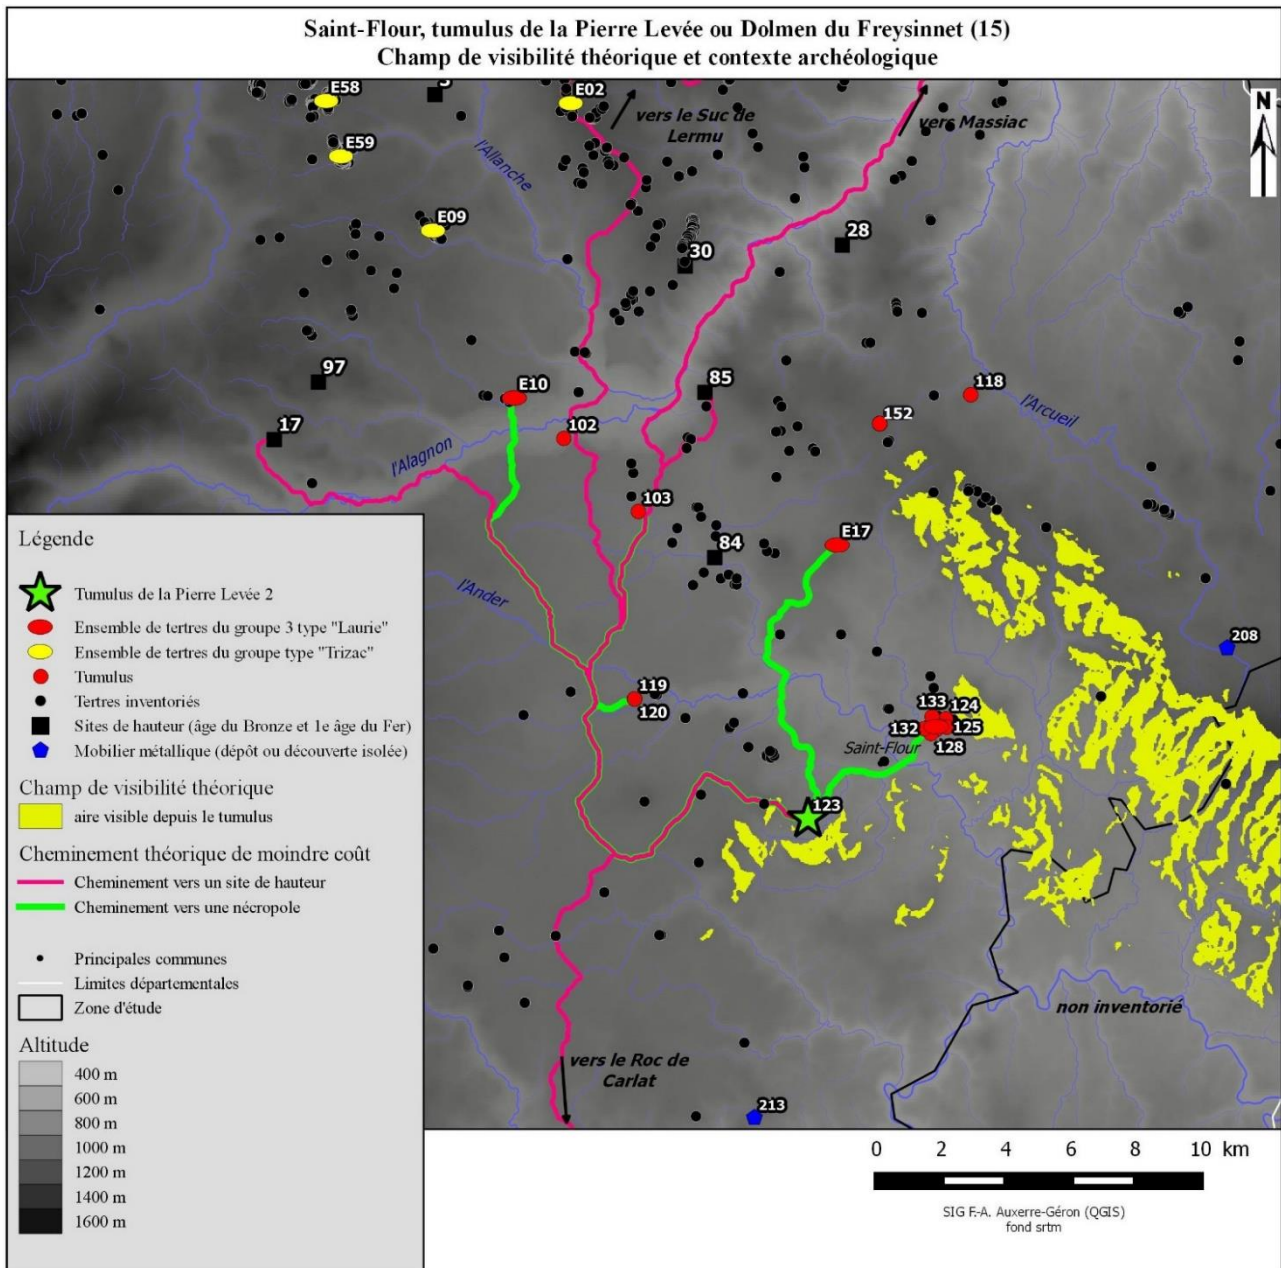 Saint-Flour, tumulus de la Pierre Levée ou Dolmen du Freysinnet (15)
Champ de visibilité théorique et contexte archéologique
E58
E02
vers le Suc de
Lermu
vers Massiac
N
E59
l'Allanche
E09
30
28
97
E10
85
118
17
102
152
l'Arcueil
l'Alagnon
103
E17
84
l'Ander
208
119
120
133
124
132
125
128
Saint-Flour
123
non inventorié
vers le Roc de
Carlat
213
Légende
Tumulus de la Pierre Levée 2
Ensemble de tertres du groupe 3 type "Laurie"
Ensemble de tertres du groupe type "Trizac"
Tumulus
Tertres inventoriés
Sites de hauteur (âge du Bronze et 1e âge du Fer)
Mobilier métallique (dépôt ou découverte isolée)
Champ de visibilité théorique
aire visible depuis le tumulus
Cheminement théorique de moindre coût
Cheminement vers un site de hauteur
Cheminement vers une nécropole
Principales communes
Limites départementales
Zone d'étude
Altitude
400 m
600 m
800 m
1000 m
1200 m
1400 m
1600 m
0 2 4 6 8 10 km
SIG F.-A. Auxerre-Géron (QGIS)
fond srtm